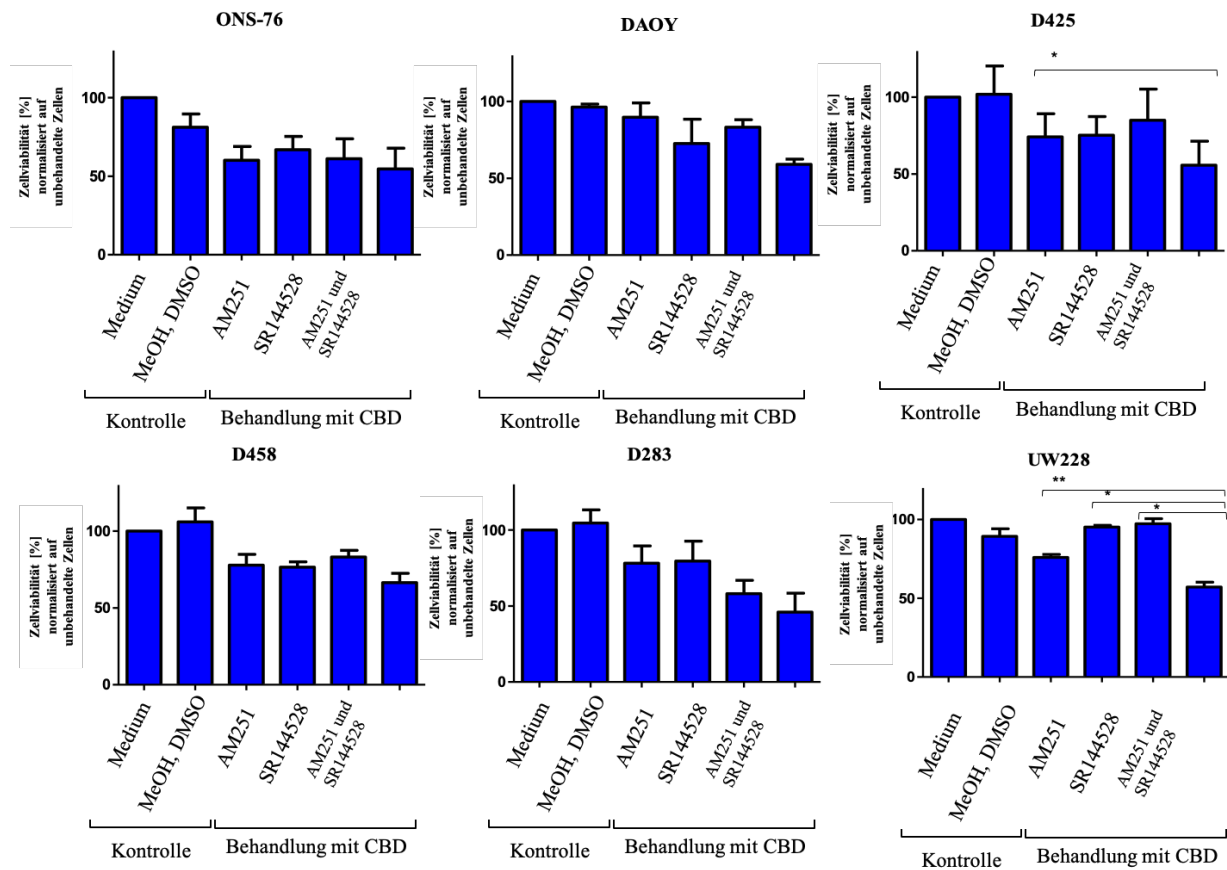 ONS-76
Zellviabilität [%]
normalisiert auf
unbehandelte Zellen
100
50
0
Medium
MeOH, DMSO
AM251
SR144528
AM251 und
SR144528
Kontrolle
Behandlung mit CBD
DAOY
Zellviabilität [%]
normalisiert auf
unbehandelte Zellen
100
50
0
Medium
MeOH, DMSO
AM251
SR144528
AM251 und
SR144528
Kontrolle
Behandlung mit CBD
D425
*
Zellviabilität [%]
normalisiert auf
unbehandelte Zellen
100
50
0
Medium
MeOH, DMSO
AM251
SR144528
AM251 und
SR144528
Kontrolle
Behandlung mit CBD
D458
Zellviabilität [%]
normalisiert auf
unbehandelte Zellen
100
50
0
Medium
MeOH, DMSO
AM251
SR144528
AM251 und
SR144528
Kontrolle
Behandlung mit CBD
D283
Zellviabilität [%]
normalisiert auf
unbehandelte Zellen
100
50
0
Medium
MeOH, DMSO
AM251
SR144528
AM251 und
SR144528
Kontrolle
Behandlung mit CBD
UW228
**
*
*
Zellviabilität [%]
normalisiert auf
unbehandelte Zellen
100
50
0
Medium
MeOH, DMSO
AM251
SR144528
AM251 und
SR144528
Kontrolle
Behandlung mit CBD